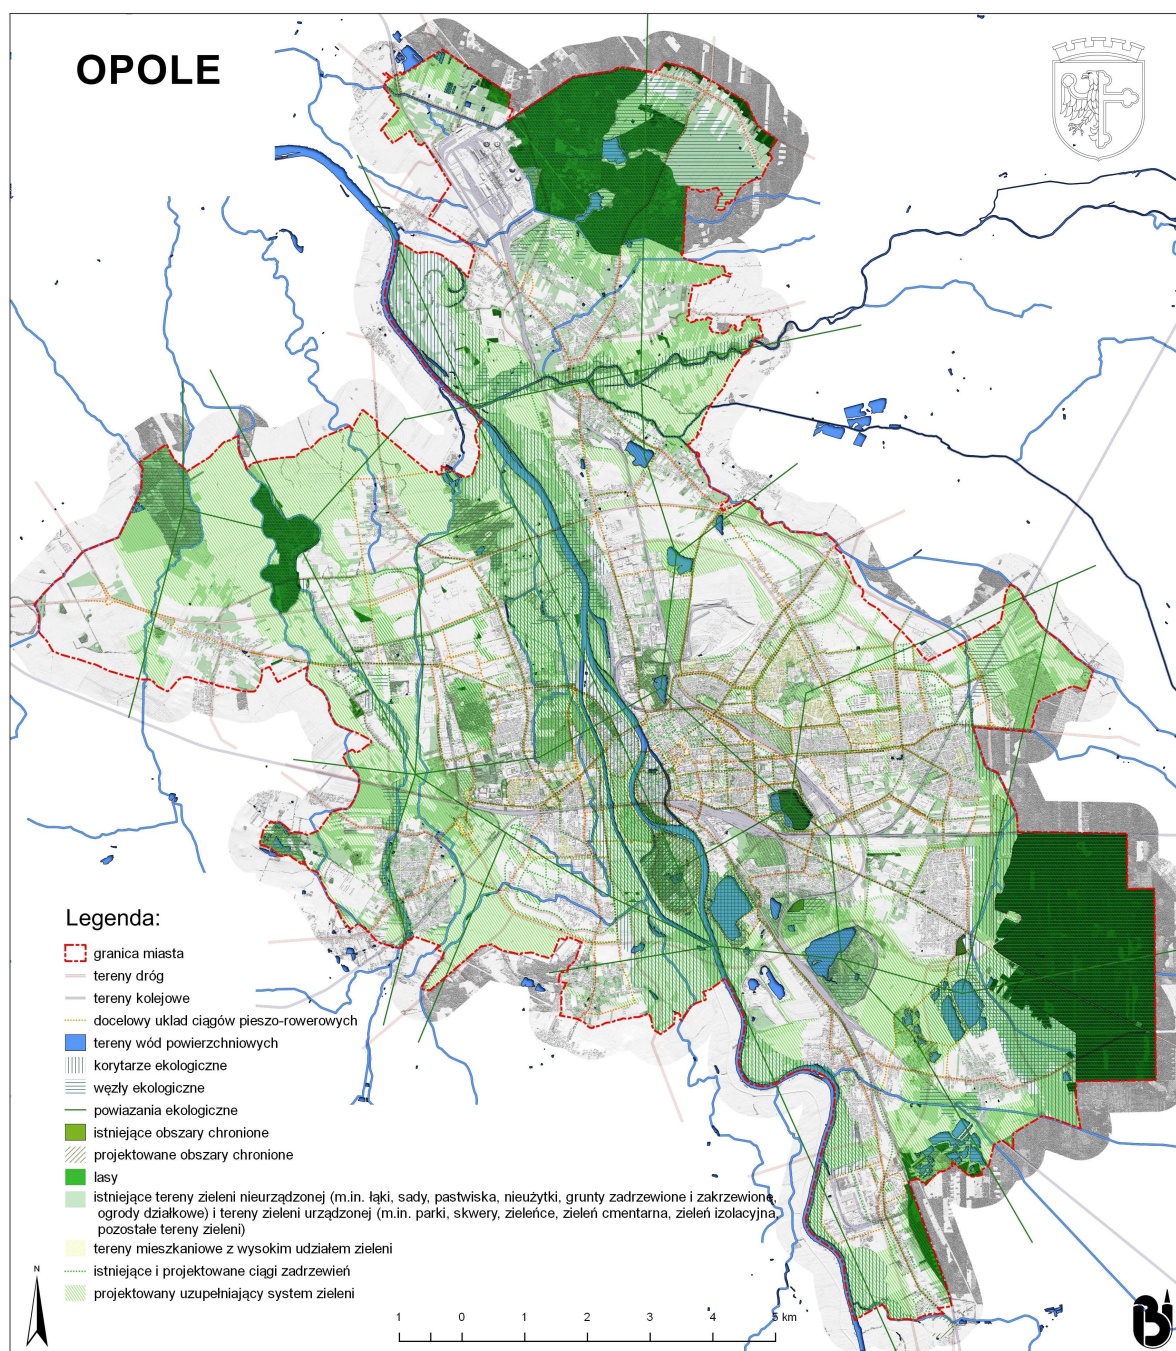 OPOLE
Legenda:
granica miasta
tereny dróg
tereny kolejowe
docelowy uklad ciągów pieszo-rowerowych
tereny wód powierzchniowych
korytarze ekologiczne
węzły ekologiczne
powiazania ekologiczne
istniejące obszary chronione
projektowane obszary chronione
lasy
istniejące tereny zieleni nieurządzonej (m.in. łąki, sady, pastwiska, nieużytki, grunty zadrzewione i zakrzewione,
ogrody działkowe) i tereny zieleni urządzonej (m.in. parki, skwery, zieleńce, zieleń cmentarna, zieleń izolacyjna,
pozostałe tereny zieleni)
tereny mieszkaniowe z wysokim udziałem zieleni
istniejące i projektowane ciągi zadrzewień
projektowany uzupełniający system zieleni
N
1 0 1 2 3 4 5 km